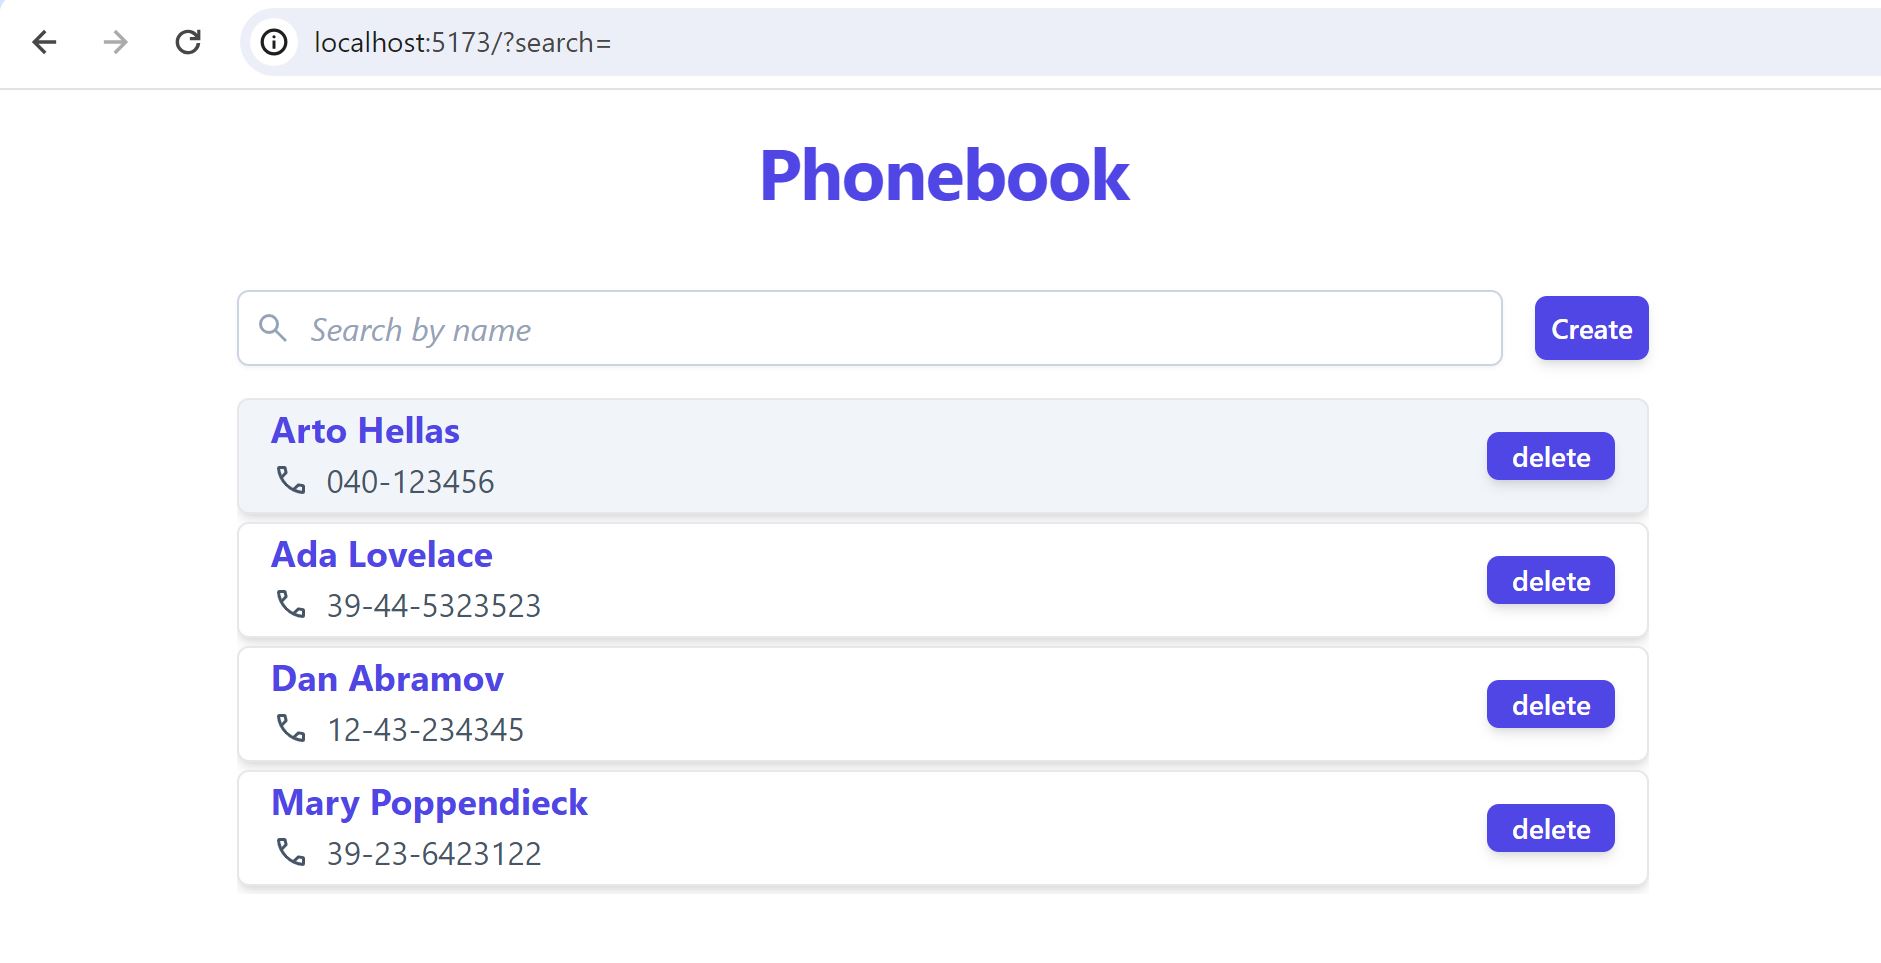 localhost:5173/?search=
Phonebook
Search by name
Create
Arto Hellas
040-123456
delete
Ada Lovelace
39-44-5323523
delete
Dan Abramov
12-43-234345
delete
Mary Poppendieck
39-23-6423122
delete